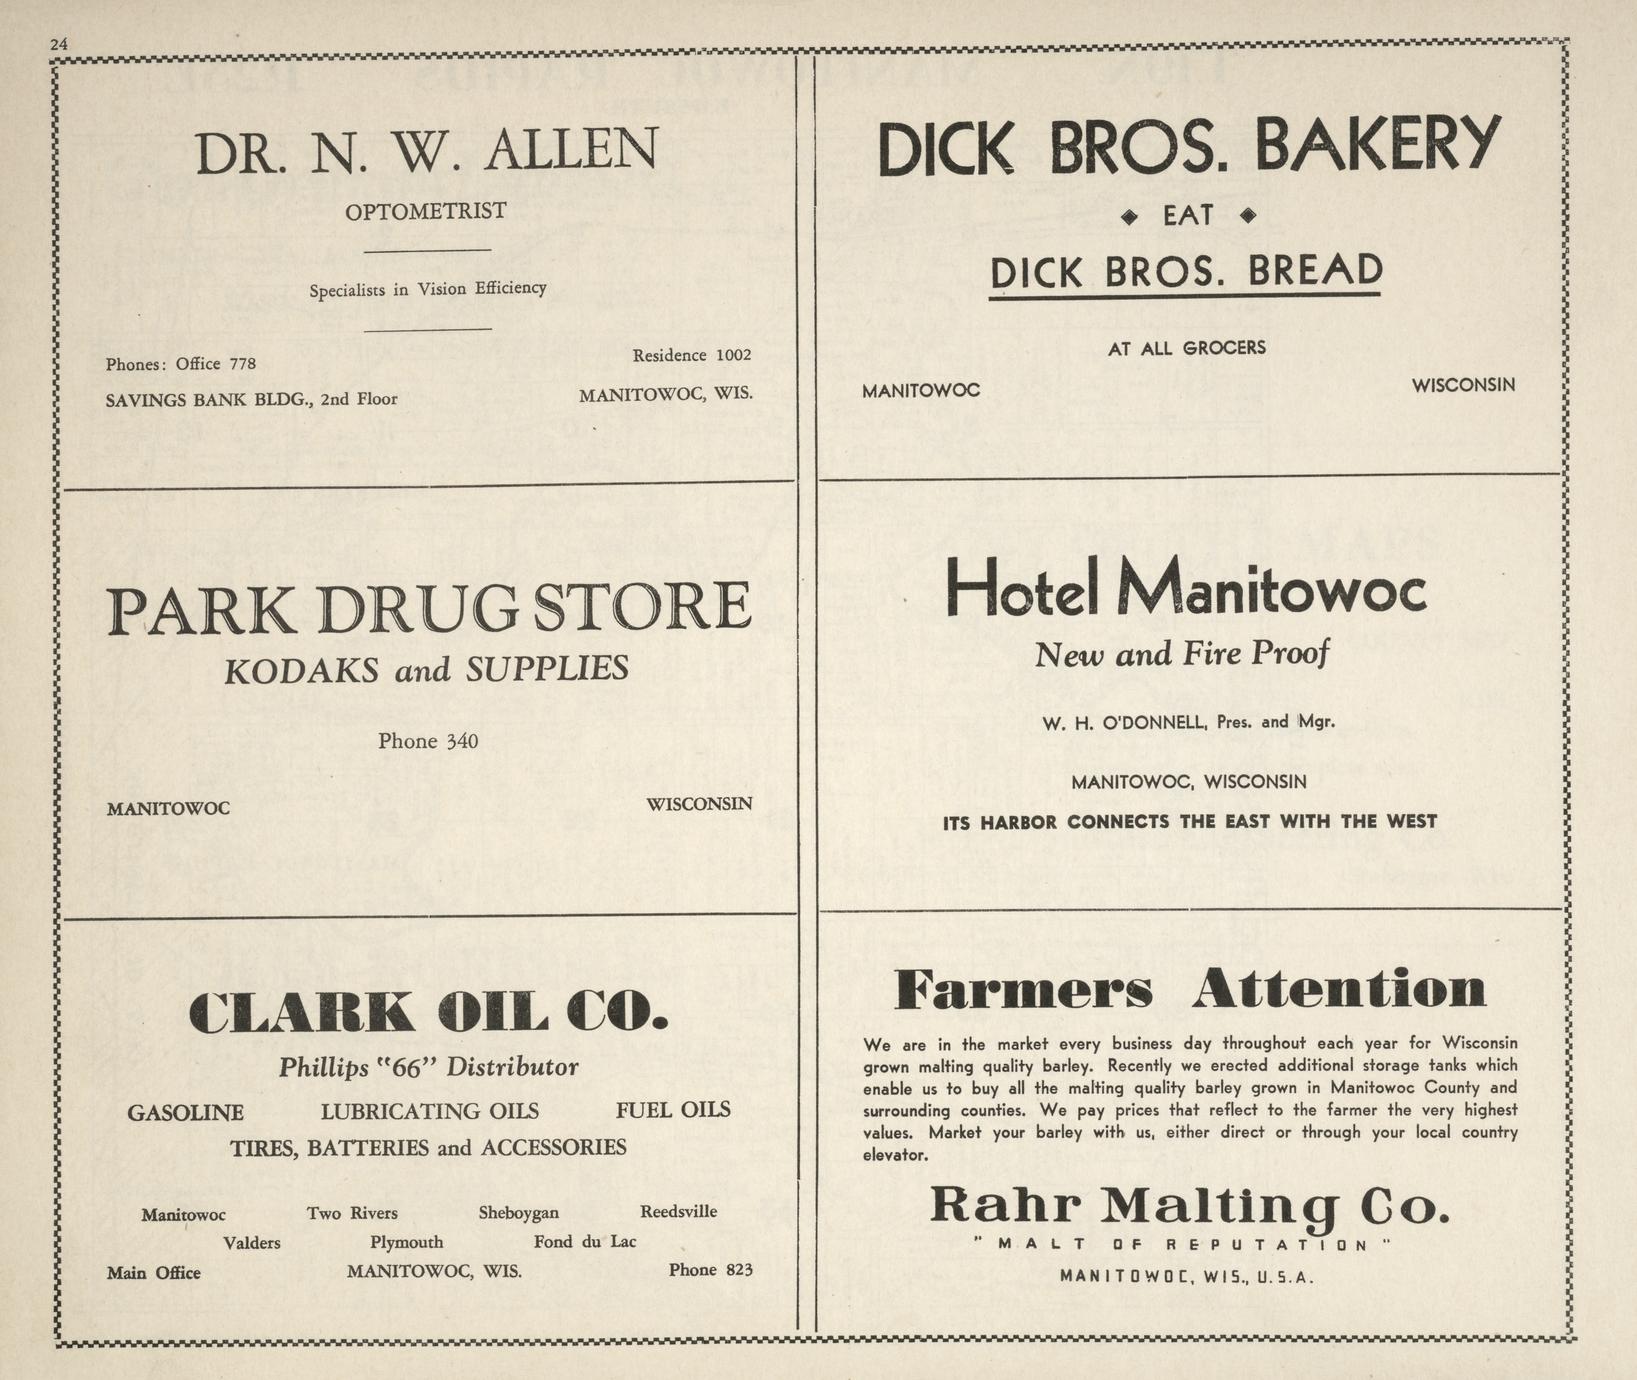 24
DR. N. W. ALLEN
OPTOMETRIST
Specialists in Vision Efficiency
Phones: Office 778 Residence 1002
SAVINGS BANK BLDG., 2nd Floor MANITOWOC, WIS.
PARK DRUG STORE
KODAKS and SUPPLIES
Phone 340
MANITOWOC WISCONSIN
CLARK OIL CO.
Phillips "66" Distributor
GASOLINE LUBRICATING OILS FUEL OILS
TIRES, BATTERIES and ACCESSORIES
Manitowoc Two Rivers Sheboygan Reedsville
Valders Plymouth Fond du Lac
Main Office MANITOWOC, WIS. Phone 823
DICK BROS. BAKERY
◆ EAT ◆
DICK BROS. BREAD
AT ALL GROCERS
MANITOWOC WISCONSIN
Hotel Manitowoc
New and Fire Proof
W. H. O'DONNELL, Pres. and Mgr.
MANITOWOC, WISCONSIN
ITS HARBOR CONNECTS THE EAST WITH THE WEST
Farmers Attention
We are in the market every business day throughout each year for Wisconsin
grown malting quality barley. Recently we erected additional storage tanks which
enable us to buy all the malting quality barley grown in Manitowoc County and
surrounding counties. We pay prices that reflect to the farmer the very highest
values. Market your barley with us, either direct or through your local country
elevator.
Rahr Malting Co.
"MALT OF REPUTATION"
MANITOWOC, WIS., U.S.A.